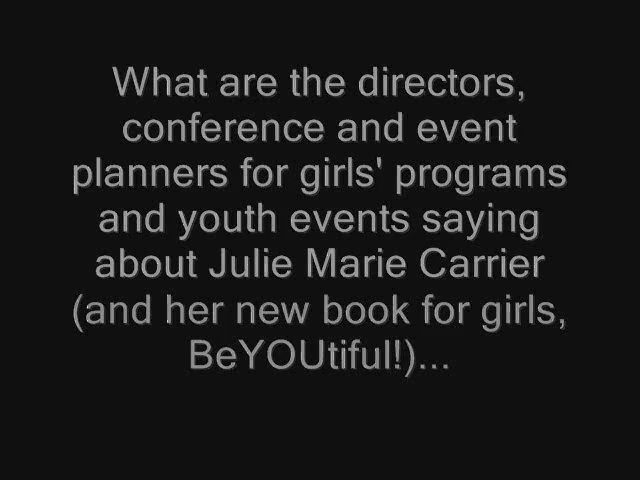 What are the directors,
conference and event
planners for girls' programs
and youth events saying
about Julie Marie Carrier
(and her new book for girls,
BeYOUtiful!)...